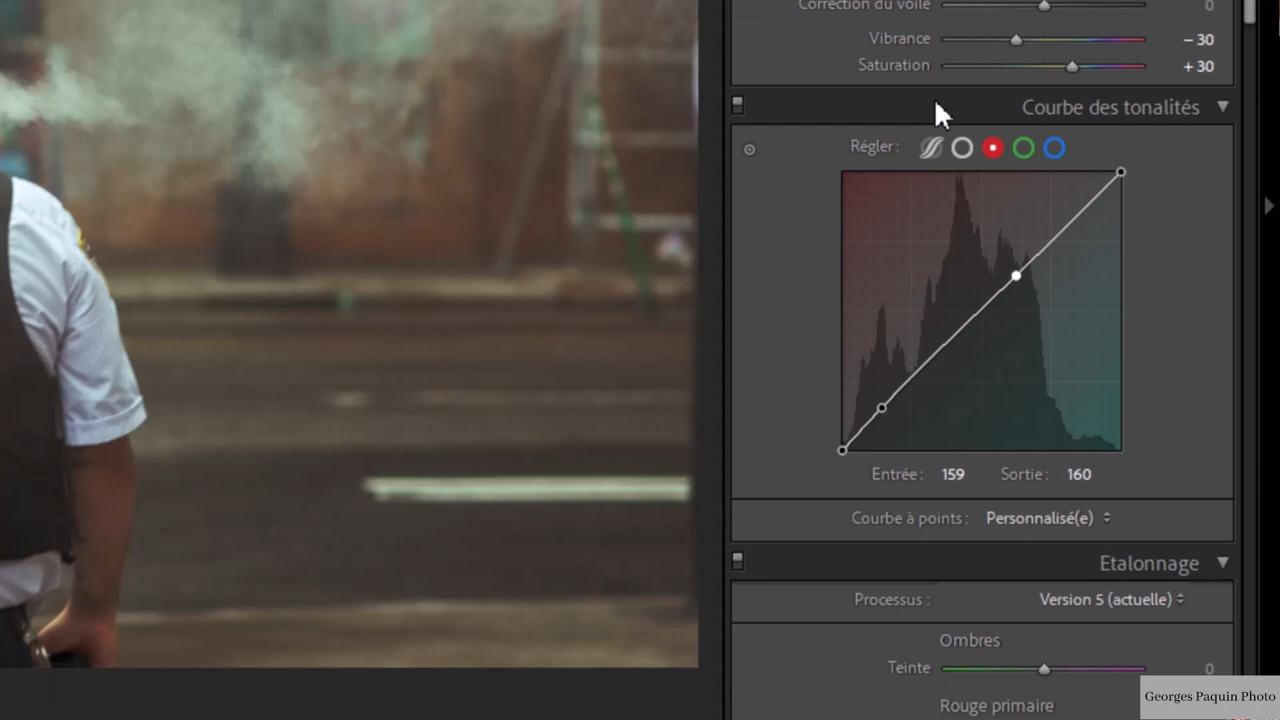 Correction du voile 0
Vibrance – 30
Saturation + 30
Courbe des tonalités
Régler :
Entrée : 159 Sortie : 160
Courbe à points : Personnalisé(e)
Etalonnage
Processus : Version 5 (actuelle)
Ombres
Teinte 0
Rouge primaire
Georges Paquin Photo